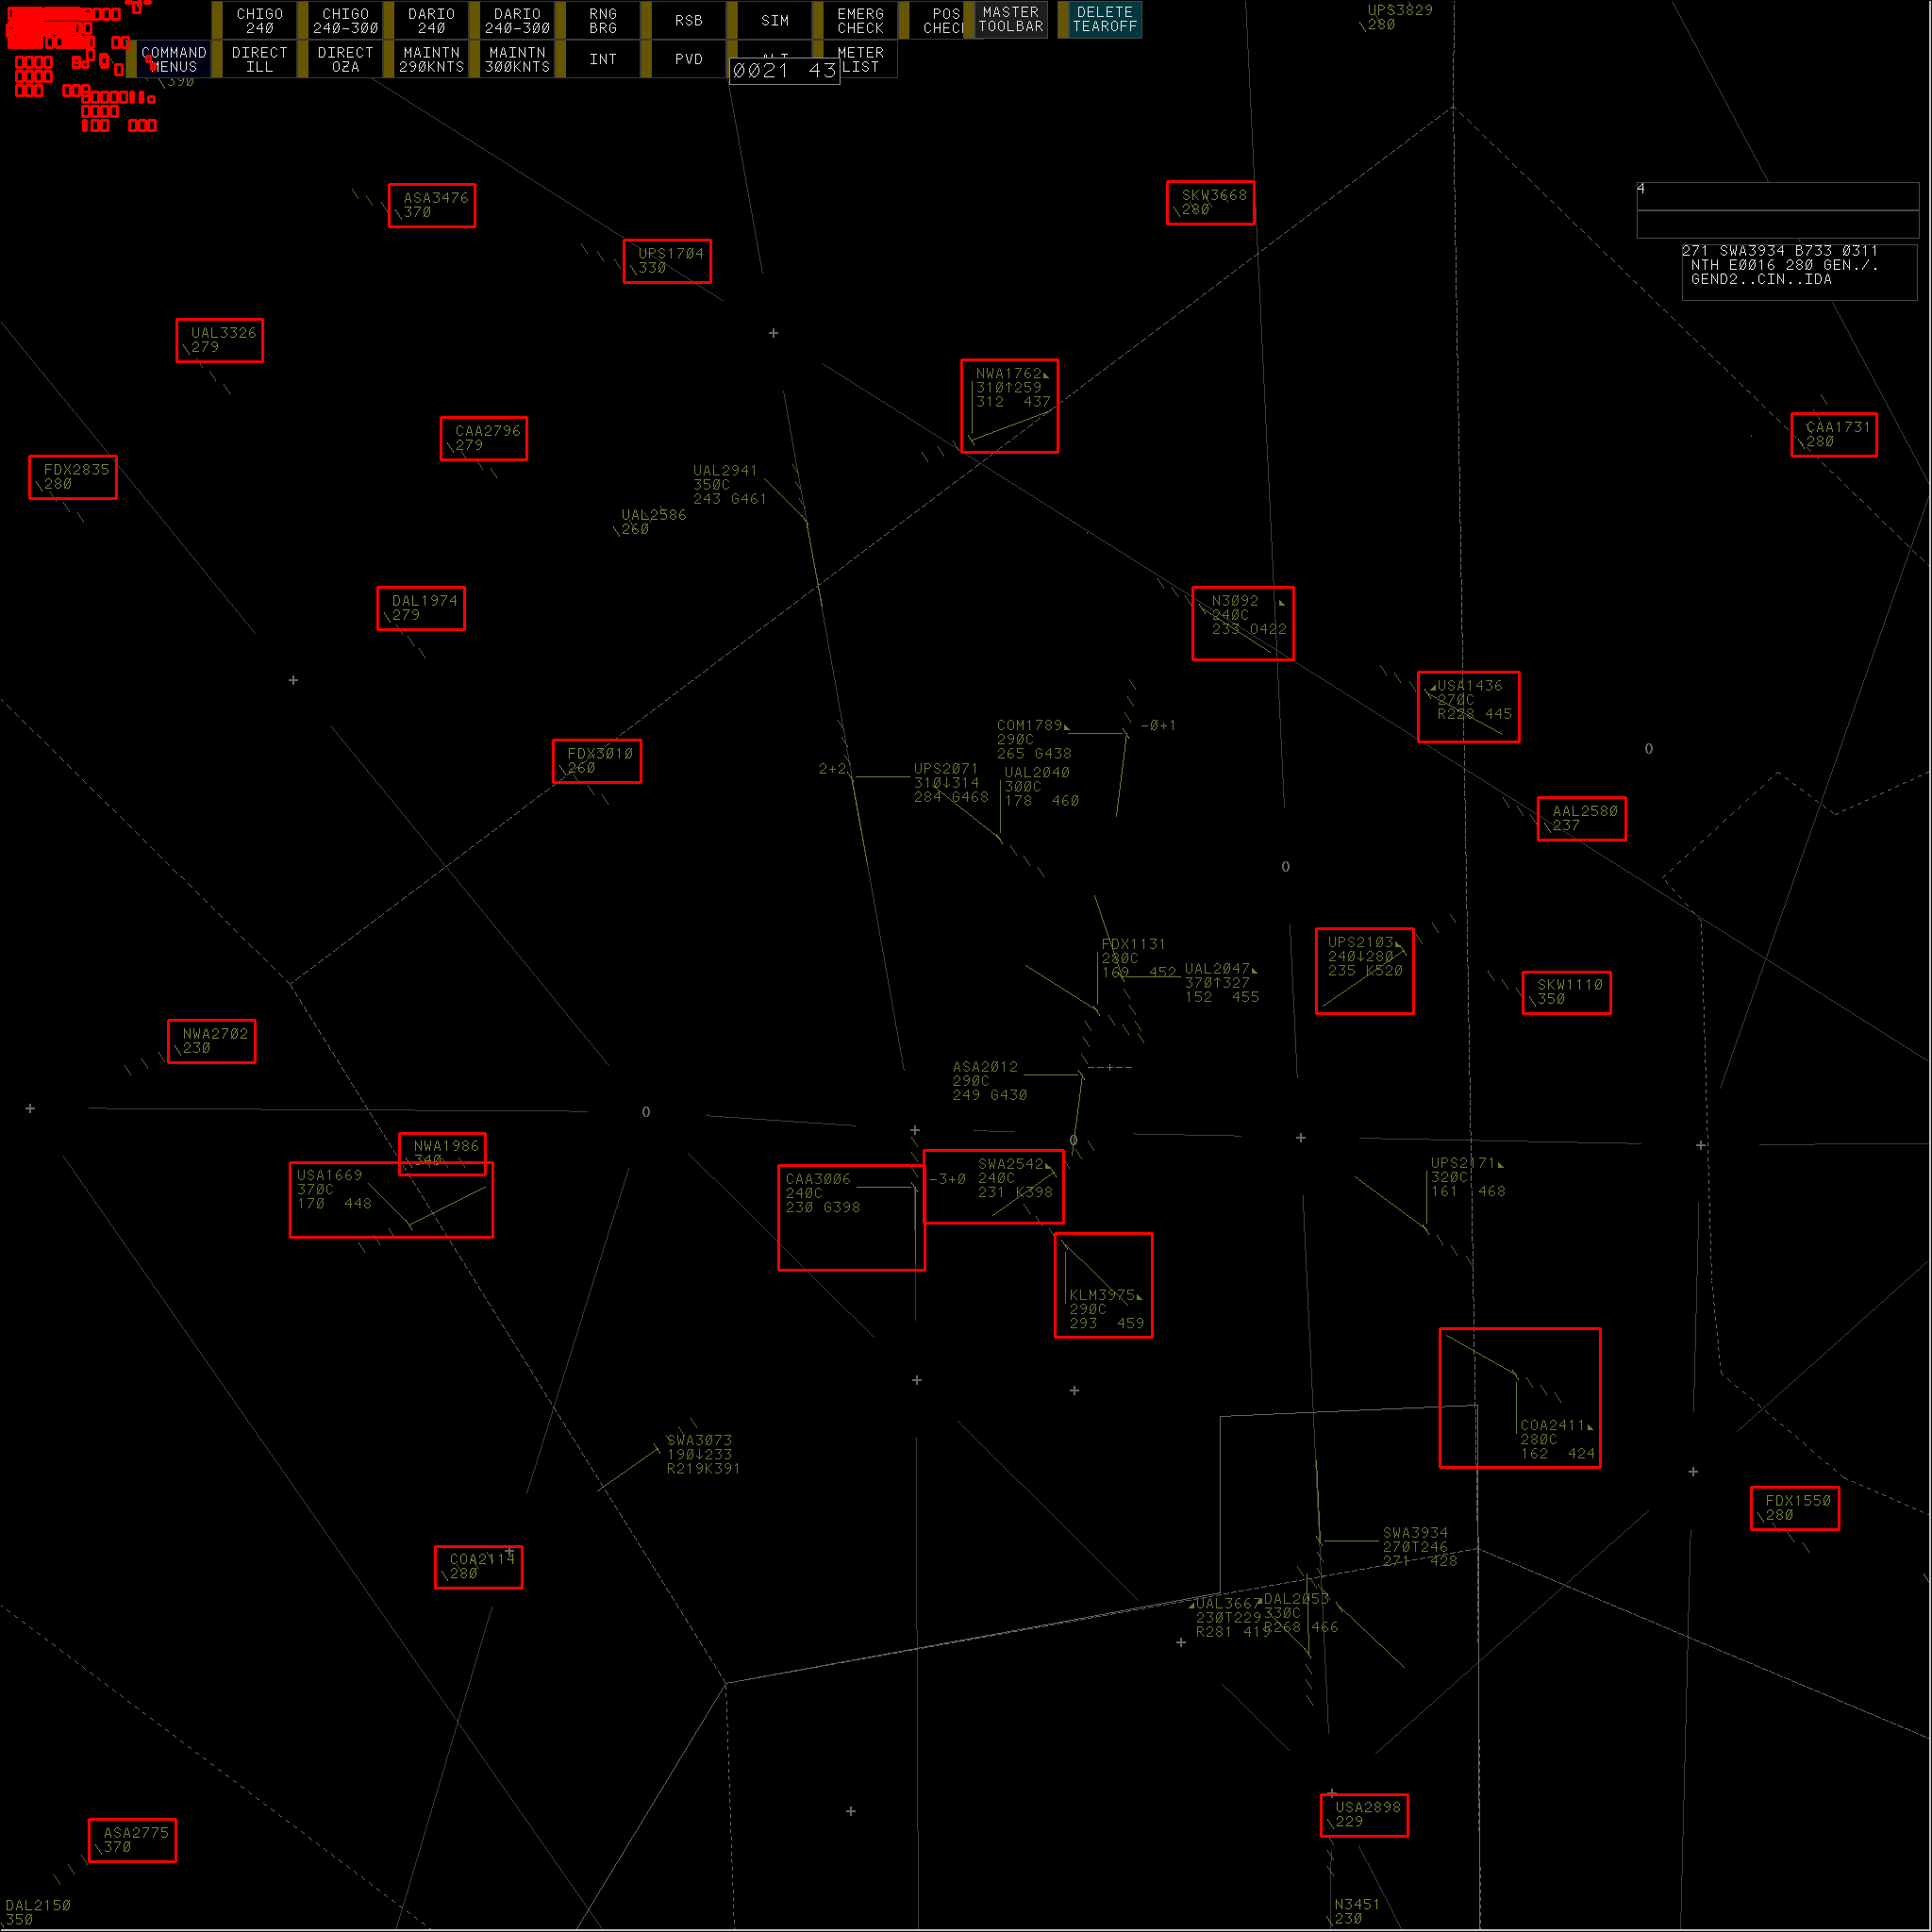 CHIGO
240
CHIGO
240-300
DARIO
240
DARIO
240-300
RNG
BRG
RSB
SIM
EMERG
CHECK
POS
MASTER
TOOLBAR
DELETE
TEAROFF
COMMAND
MENUS
DIRECT
ILL
DIRECT
OZA
MAINTN
290KNTS
MAINTN
300KNTS
INT
PVD
METER
LIST
0021 43
UPS3829
280
390
4
271 SWA3934 B733 0311
NTH E0016 280 GEN./.
GEND2..CIN..IDA
ASA3476
370
SKW3668
280
UPS1704
330
UAL3326
279
NWA1762
310↑259
312 437
CAA2796
279
CAA1731
280
FDX2835
280
UAL2941
350C
243 G461
UAL2586
260
DAL1974
279
N3092
240C
233 O422
USA1436
270C
R228 445
COM1789
290C
265 G438
-0+1
FDX3010
260
2+2
UPS2071
310↓314
284 G468
UAL2040
300C
178 460
AAL2580
237
FDX1131
280C
169 452
UAL2047
370↑327
152 455
UPS2103
240↓280
235 K520
SKW1110
350
NWA2702
230
ASA2012
290C
249 G430
--+--
NWA1986
340
USA1669
370C
170 448
CAA3006
240C
230 G398
-3+0
SWA2542
240C
231 K398
UPS2171
320C
161 468
KLM3975
290C
293 459
COA2411
280C
162 424
SWA3073
190↓233
R219K391
FDX1550
280
SWA3934
270T246
271 428
COA2114
280
UAL3667
230T229
R281 419
DAL2053
330C
R268 466
USA2898
229
ASA2775
370
DAL2150
350
N3451
230